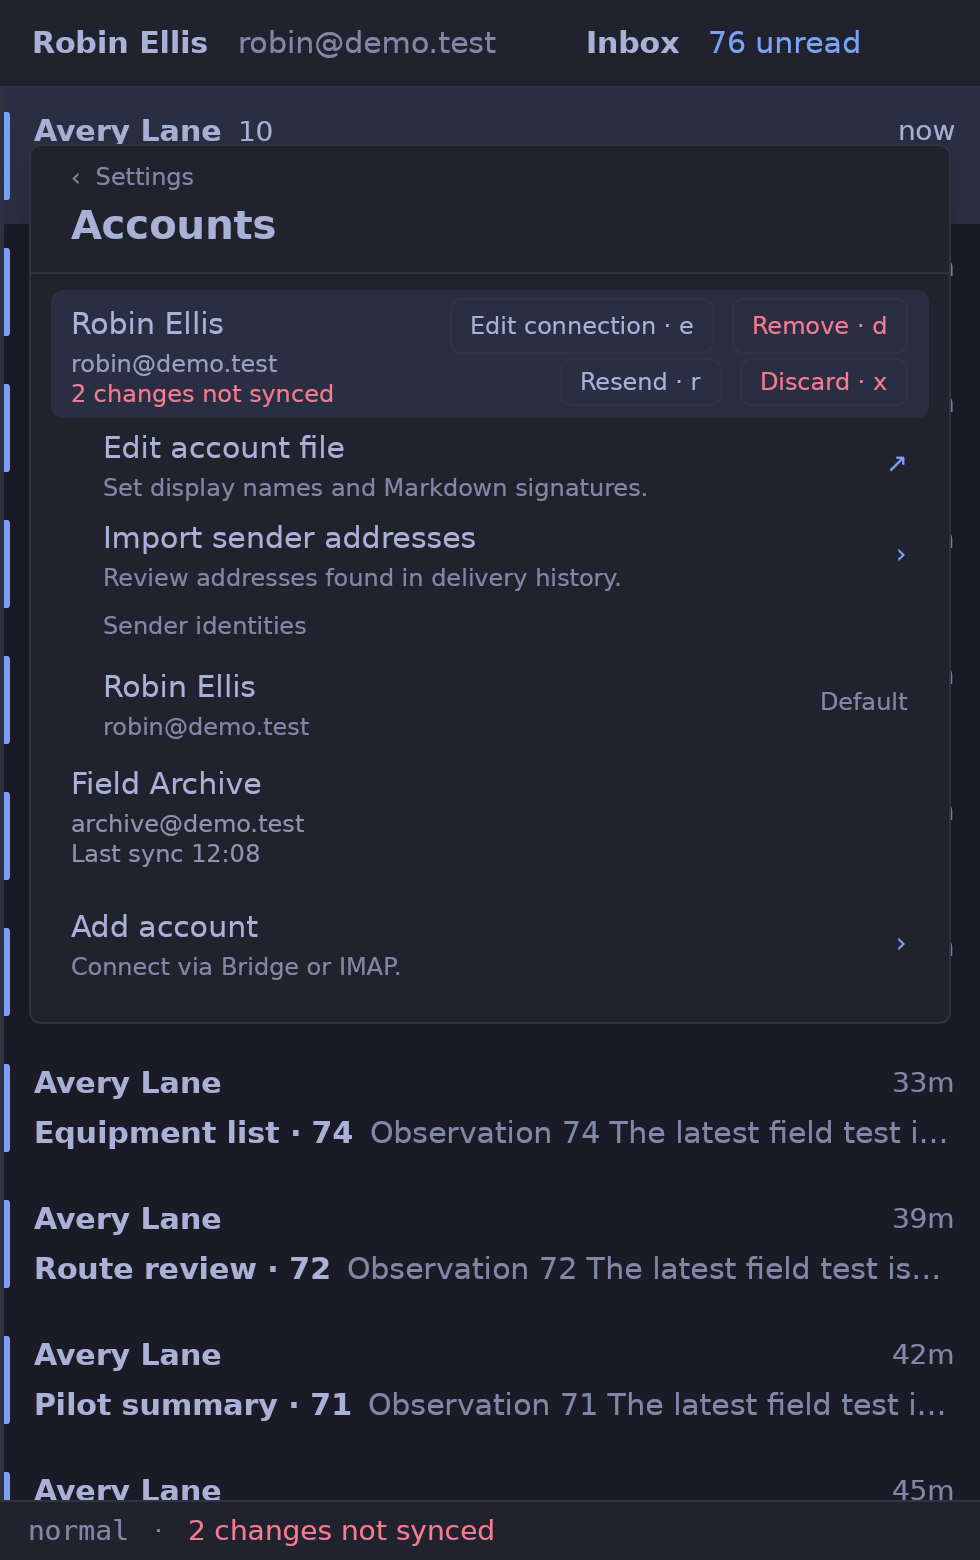 Robin Ellis robin@demo.test Inbox 76 unread
Avery Lane 10 now
‹ Settings
Accounts
Robin Ellis Edit connection · e Remove · d
robin@demo.test
2 changes not synced Resend · r Discard · x
Edit account file ↗
Set display names and Markdown signatures.
Import sender addresses ›
Review addresses found in delivery history.
Sender identities
Robin Ellis Default
robin@demo.test
Field Archive
archive@demo.test
Last sync 12:08
Add account ›
Connect via Bridge or IMAP.
Avery Lane 33m
Equipment list · 74 Observation 74 The latest field test i…
Avery Lane 39m
Route review · 72 Observation 72 The latest field test is…
Avery Lane 42m
Pilot summary · 71 Observation 71 The latest field test i…
Avery Lane 45m
normal · 2 changes not synced